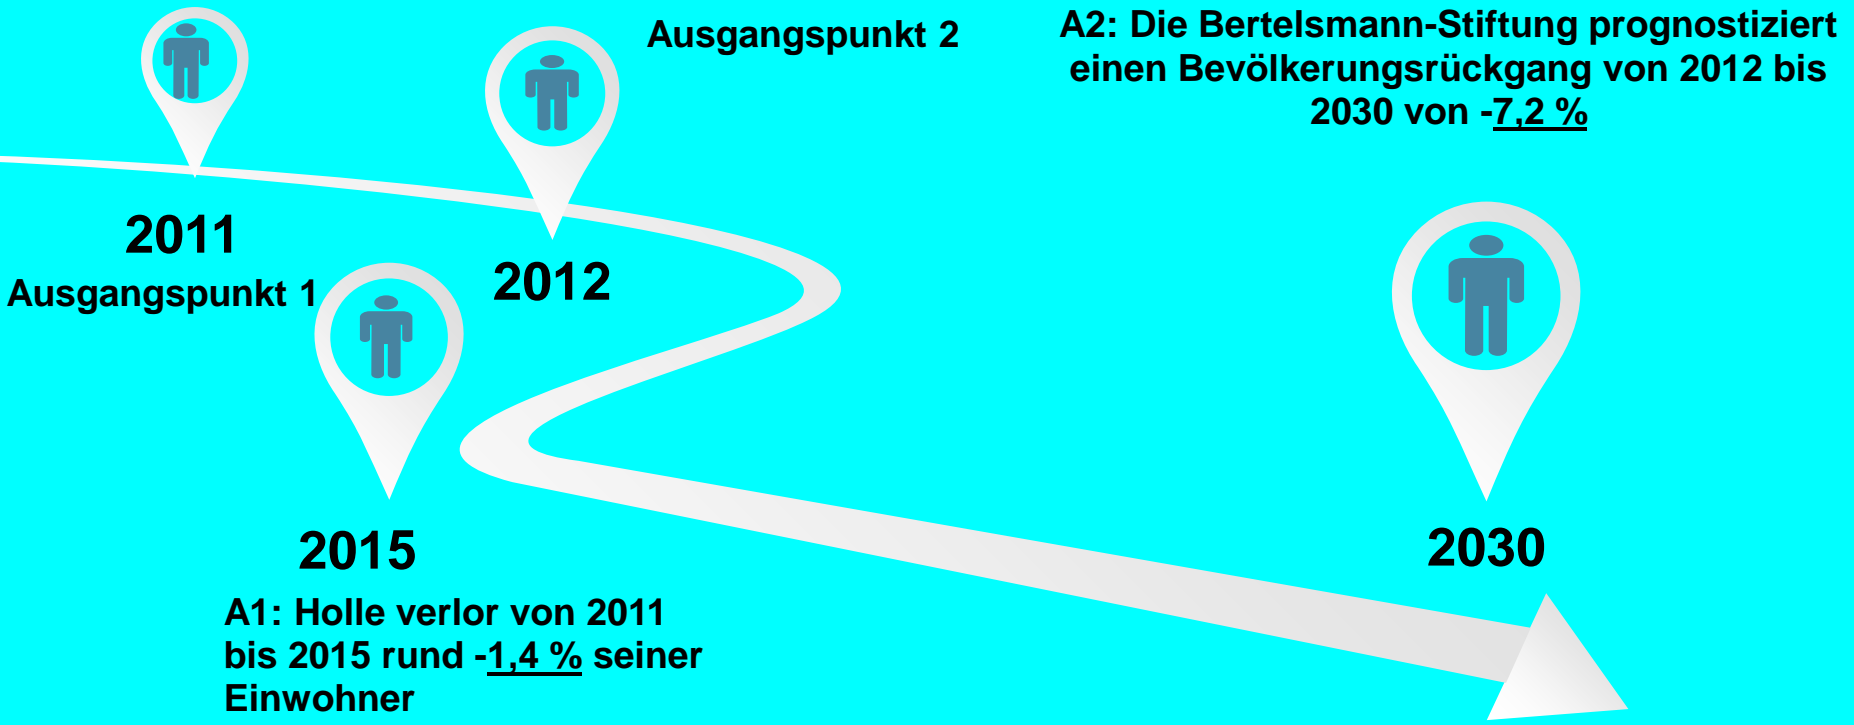 Ausgangspunkt 2
A2: Die Bertelsmann-Stiftung prognostiziert
einen Bevölkerungsrückgang von 2012 bis
2030 von -7,2 %
2011
Ausgangspunkt 1
2012
2015
A1: Holle verlor von 2011
bis 2015 rund -1,4 % seiner
Einwohner
2030